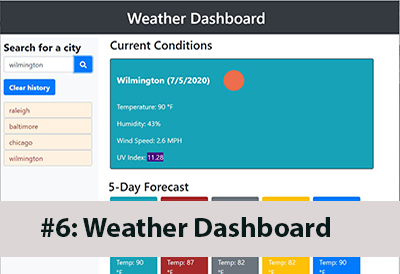 Weather Dashboard
Search for a city
wilmington
Clear history
raleigh
baltimore
chicago
wilmington
Current Conditions
Wilmington (7/5/2020)
Temperature: 90 °F
Humidity: 43%
Wind Speed: 2.6 MPH
UV Index: 11.28
5-Day Forecast
#6: Weather Dashboard
Temp: 90 Temp: 87 Temp: 82 Temp: 82 Temp: 90
°F °F °F °F °F